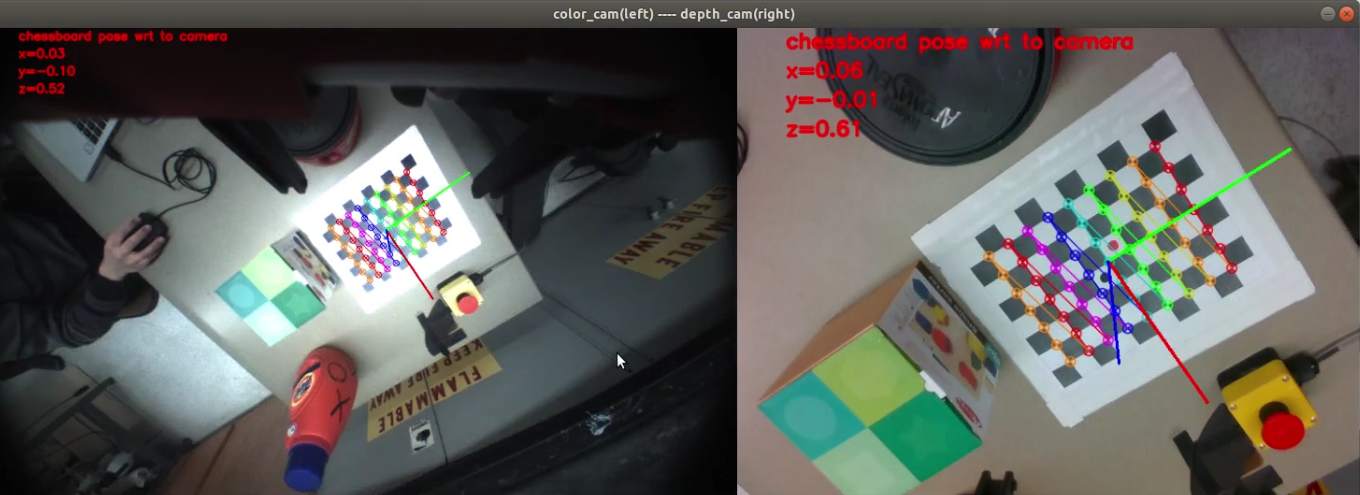 color_cam(left) ---- depth_cam(right)
chessboard pose wrt to camera
x=0.03
y=-0.10
z=0.52
chessboard pose wrt to camera
x=0.06
y=-0.01
z=0.61
FLAMMABLE
KEEP FIRE AWAY
FLAMMABLE
KEEP FIRE AWAY
OX